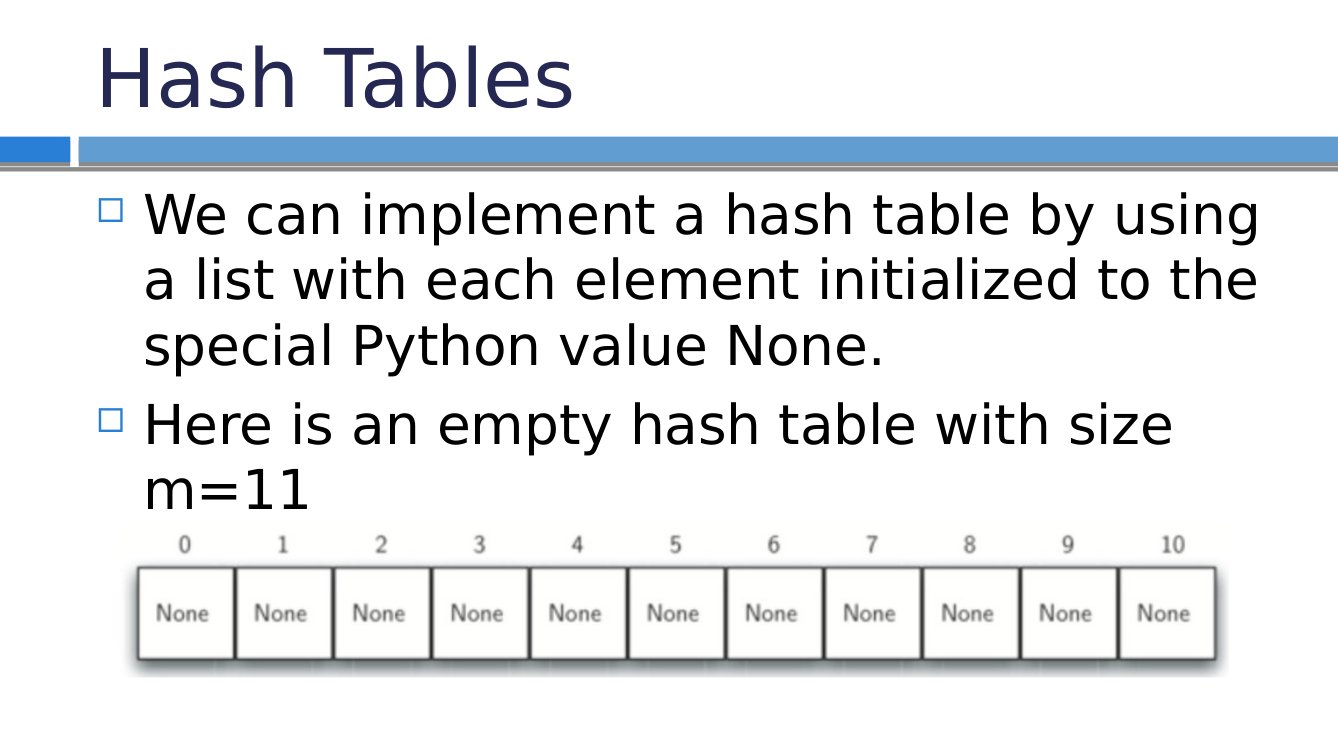 Hash Tables
We can implement a hash table by using
a list with each element initialized to the
special Python value None.
Here is an empty hash table with size
m=11
0 1 2 3 4 5 6 7 8 9 10
None None None None None None None None None None None